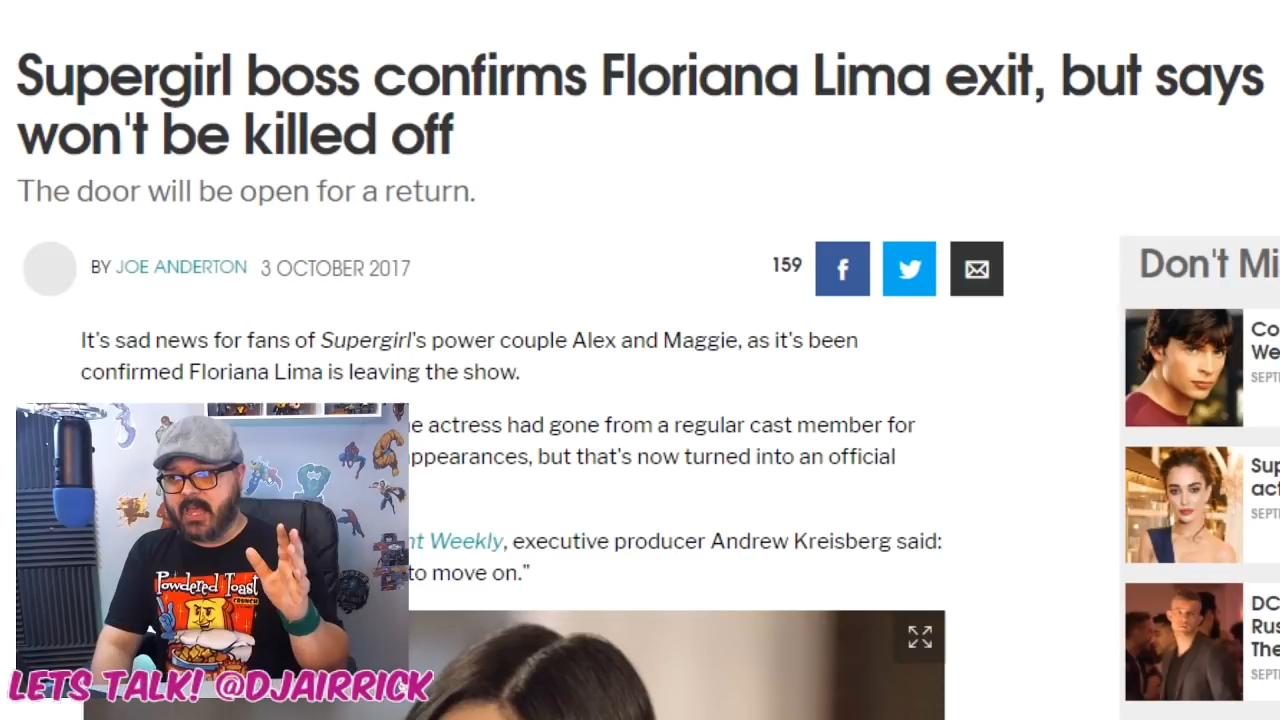 Supergirl boss confirms Floriana Lima exit, but says
won't be killed off
The door will be open for a return.
BY JOE ANDERTON 3 OCTOBER 2017
159
Don't Mi
It's sad news for fans of Supergirl's power couple Alex and Maggie, as it's been
confirmed Floriana Lima is leaving the show.
Co
We
SEPT
e actress had gone from a regular cast member for
ppearances, but that's now turned into an official
Sup
act
SEPT
nt Weekly, executive producer Andrew Kreisberg said:
to move on."
DC
Rus
The
SEPT
Powdered Toast
CRUNCH
LETS TALK! @DJAIRRICK